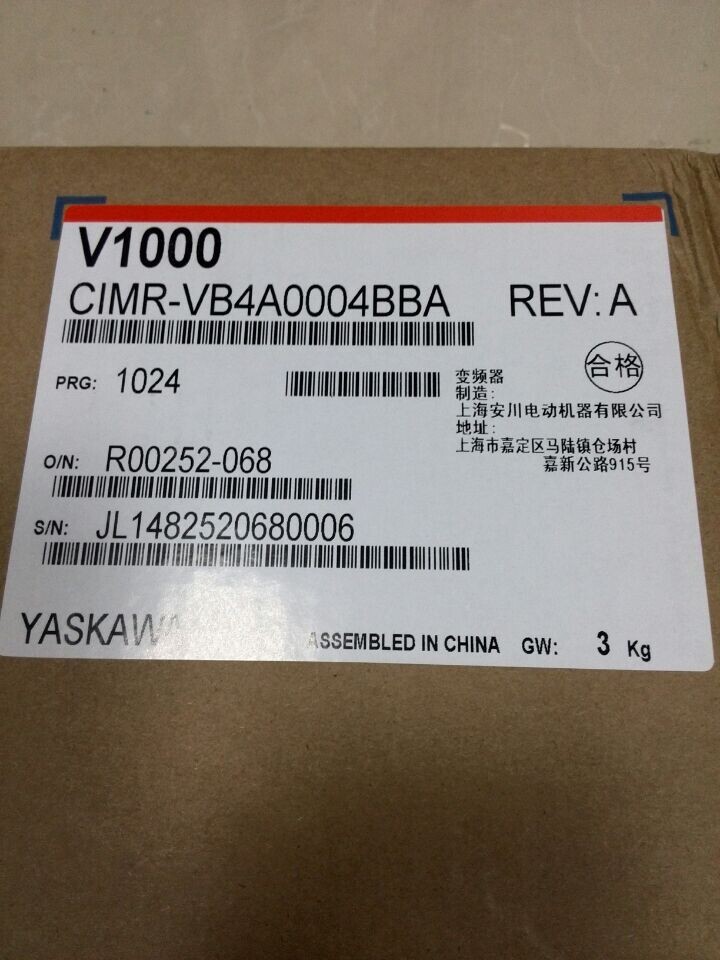 V1000
CIMR-VB4A0004BBA REV: A
PRG: 1024
合格
变频器
制造:
上海安川电动机器有限公司
地址:
上海市嘉定区马陆镇仓场村
嘉新公路915号
O/N: R00252-068
S/N: JL1482520680006
YASKAWA
ASSEMBLED IN CHINA GW: 3 Kg